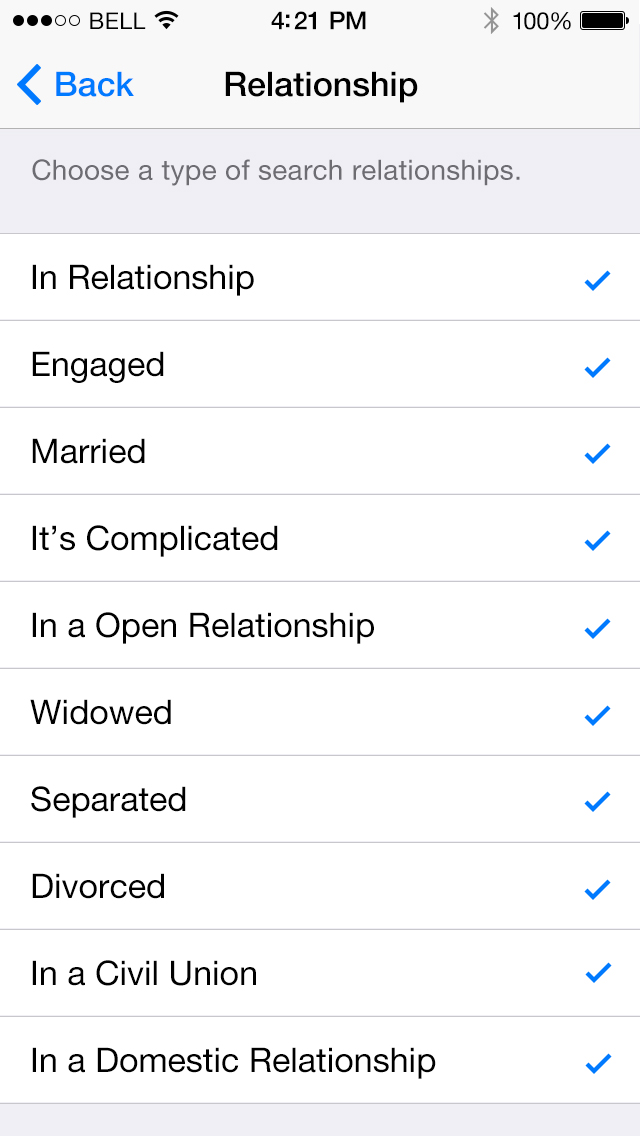 BELL 4:21 PM 100%
Back Relationship
Choose a type of search relationships.
In Relationship
Engaged
Married
It’s Complicated
In a Open Relationship
Widowed
Separated
Divorced
In a Civil Union
In a Domestic Relationship